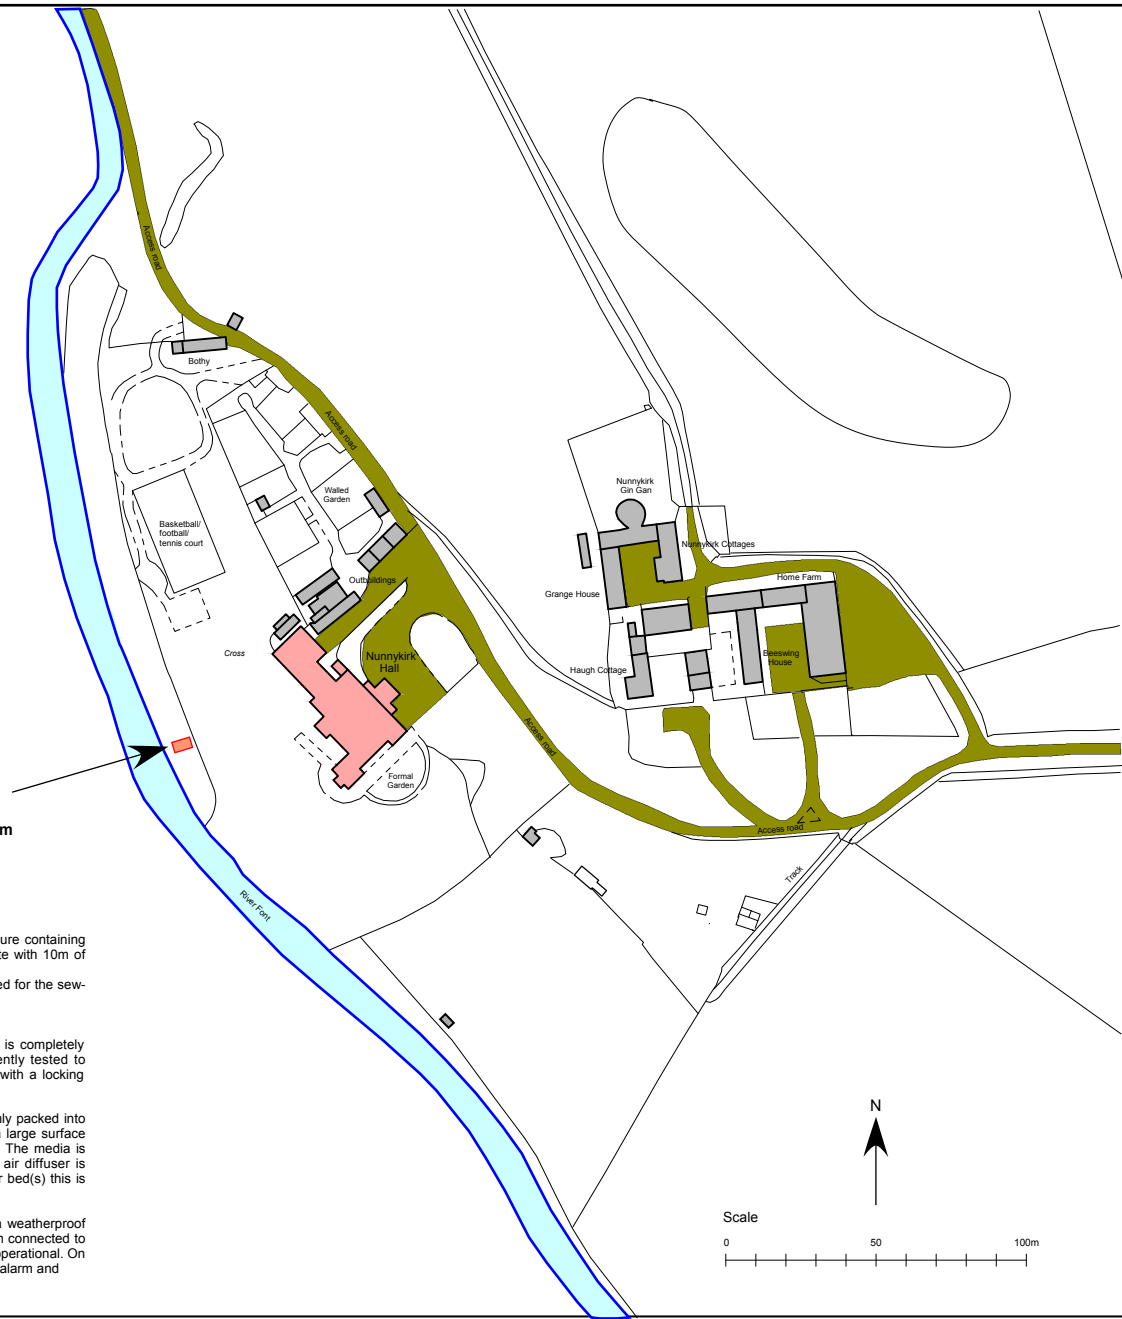 Access road
Bothy
Access road
Walled
Garden
Nunnykirk
Gin Gan
Basketball/
football/
tennis court
Nunnykirk Cottages
Outbuildings
Home Farm
Grange House
Cross
Nunnykirk
Hall
Haugh Cottage
Beeswing
House
Access road
Formal
Garden
m
Access road
Track
River Font
ure containing
te with 10m of
ed for the sew-
is completely
ently tested to
with a locking
nly packed into
a large surface
The media is
air diffuser is
r bed(s) this is
a weatherproof
n connected to
operational. On
alarm and
N
Scale
0 50 100m